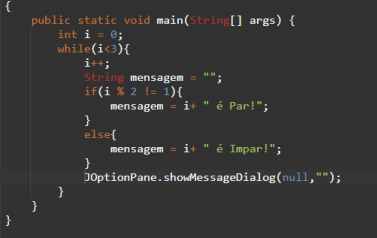 {
    public static void main(String[] args) {
        int i = 0;
        while(i<3){
            i++;
            String mensagem = "";
            if(i % 2 != 1){
                mensagem = i+ " é Par!";
            }
            else{
                mensagem = i+ " é Impar!";
            }
            JOptionPane.showMessageDialog(null,"");
        }
    }
}